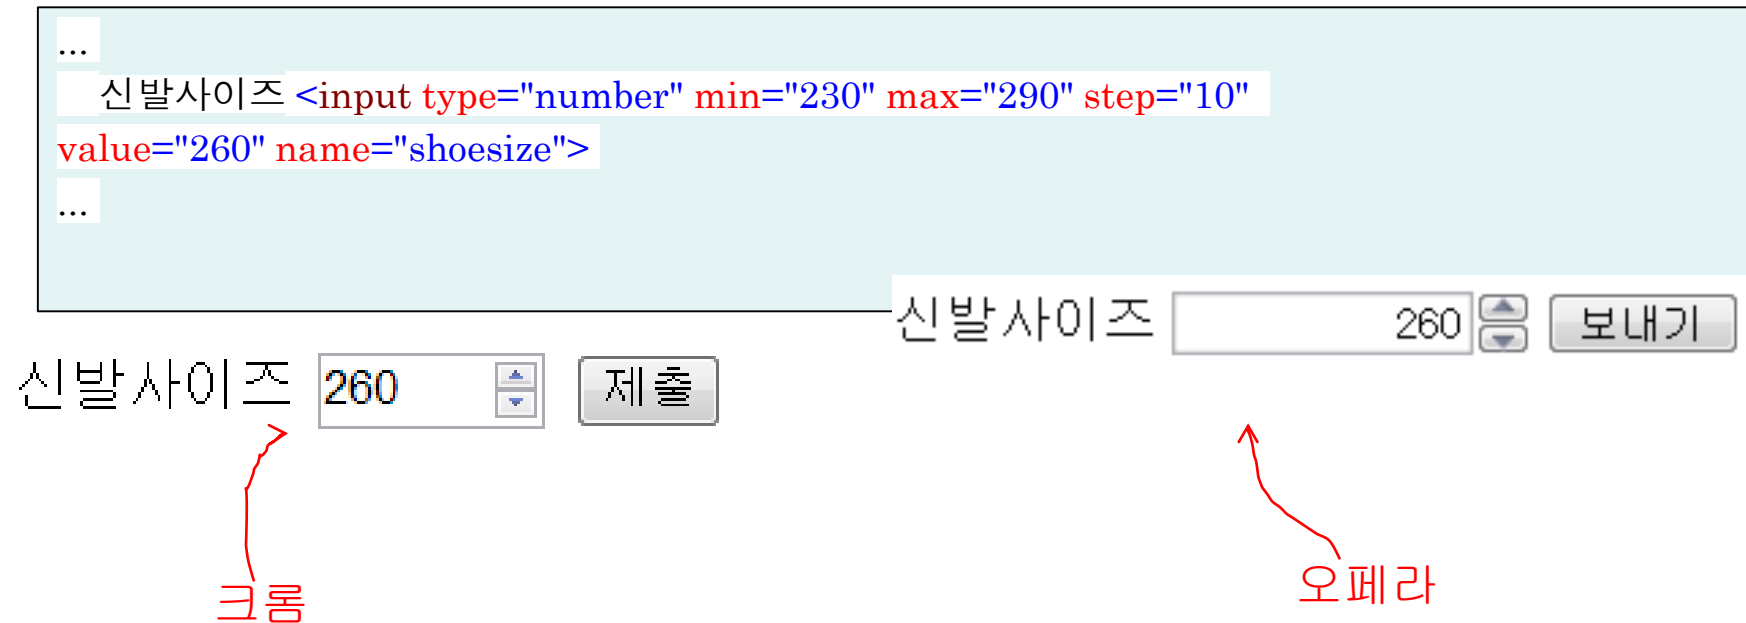 ...
신발사이즈 <input type="number" min="230" max="290" step="10"
value="260" name="shoesize">
...
신발사이즈 260 보내기
신발사이즈 260 제출
크롬
오페라